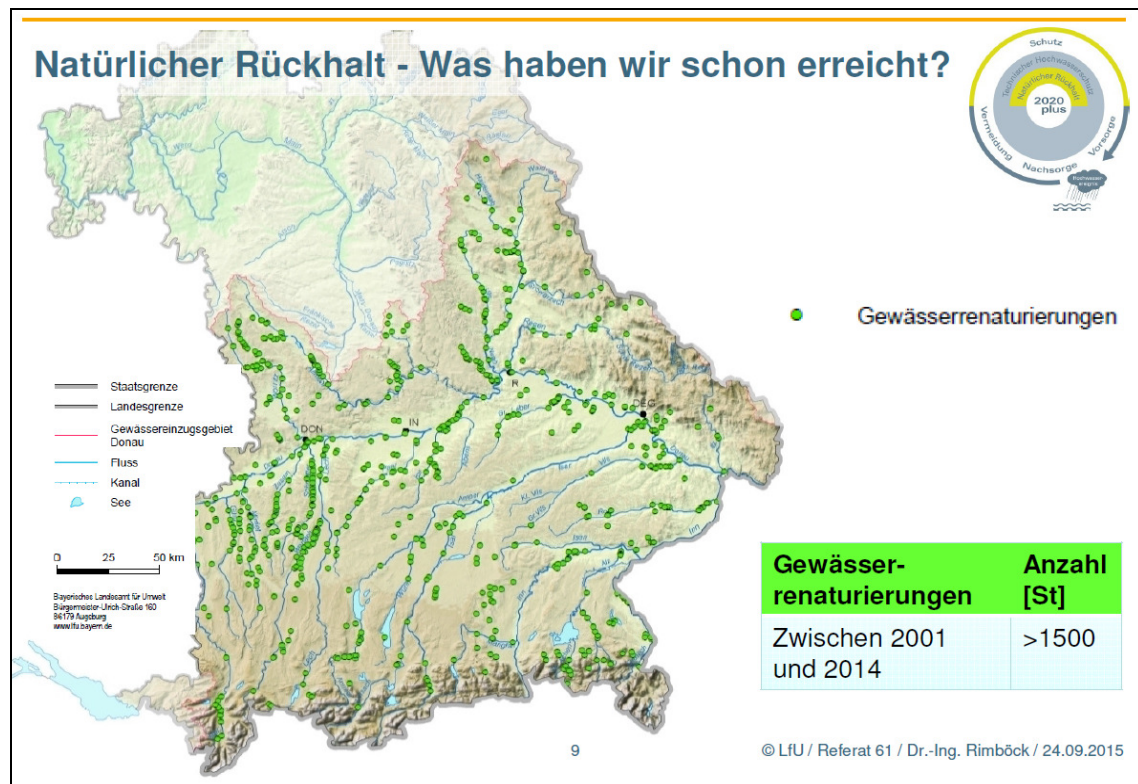 Natürlicher Rückhalt - Was haben wir schon erreicht?
Schutz
Technischer Hochwasserschutz
Natürlicher Rückhalt
2020
plus
Vermeidung
Nachsorge
Vorsorge
Hochwasser-
ereignis
Gewässerrenaturierungen
DON
IN
R
DEG
Staatsgrenze
Landesgrenze
Gewässereinzugsgebiet
Donau
Fluss
Kanal
See
0 25 50 km
Bayerisches Landesamt für Umwelt
Bürgermeister-Ulrich-Straße 160
86179 Augsburg
www.lfu.bayern.de
Gewässer-
renaturierungen
Anzahl
[St]
Zwischen 2001
und 2014
>1500
9
© LfU / Referat 61 / Dr.-Ing. Rimböck / 24.09.2015